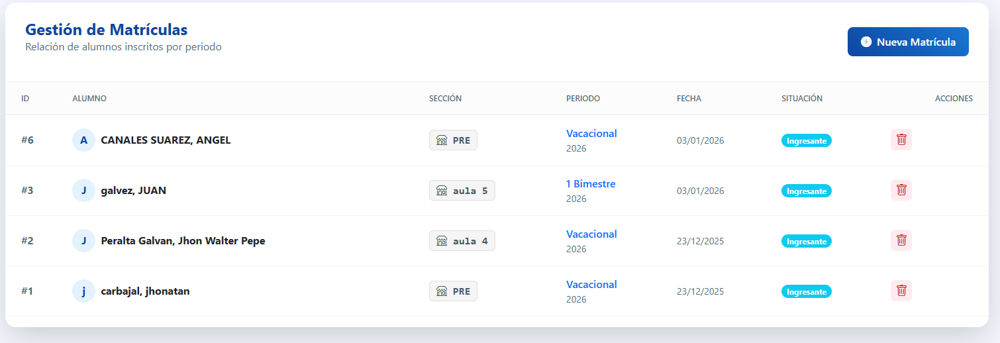 Gestión de Matrículas
Relación de alumnos inscritos por periodo
Nueva Matrícula
ID ALUMNO SECCIÓN PERIODO FECHA SITUACIÓN ACCIONES
#6 A CANALES SUAREZ, ANGEL PRE Vacacional 03/01/2026 Ingresante
2026
#3 J galvez, JUAN aula 5 1 Bimestre 03/01/2026 Ingresante
2026
#2 J Peralta Galvan, Jhon Walter Pepe aula 4 Vacacional 23/12/2025 Ingresante
2026
#1 j carbajal, jhonatan PRE Vacacional 23/12/2025 Ingresante
2026